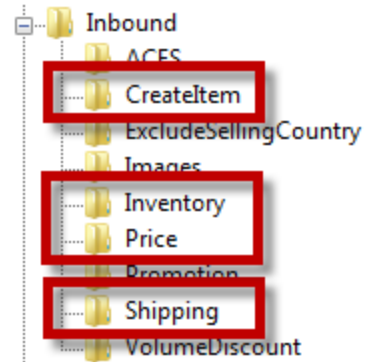 Inbound
ACES
CreateItem
ExcludeSellingCountry
Images
Inventory
Price
Promotion
Shipping
VolumeDiscount